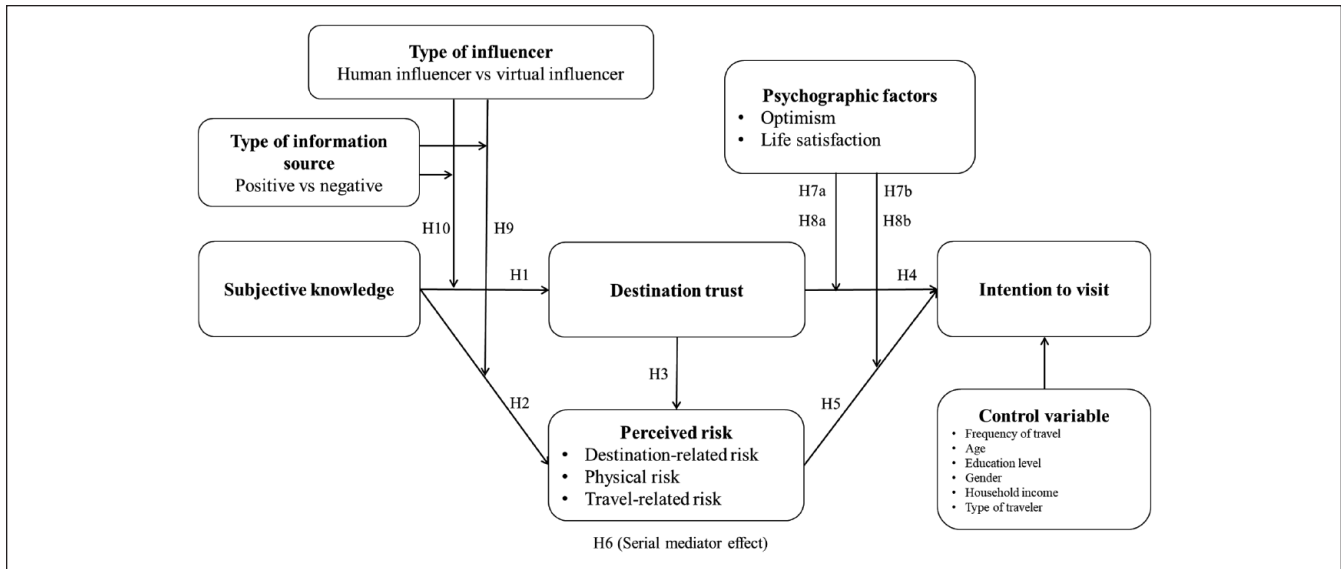 Type of influencer
Human influencer vs virtual influencer
Psychographic factors
• Optimism
• Life satisfaction
Type of information
source
Positive vs negative
H7a
H7b
H8a
H8b
H10
H9
Subjective knowledge
H1
Destination trust
H4
Intention to visit
H3
H2
H5
Perceived risk
• Destination-related risk
• Physical risk
• Travel-related risk
Control variable
• Frequency of travel
• Age
• Education level
• Gender
• Household income
• Type of traveler
H6 (Serial mediator effect)